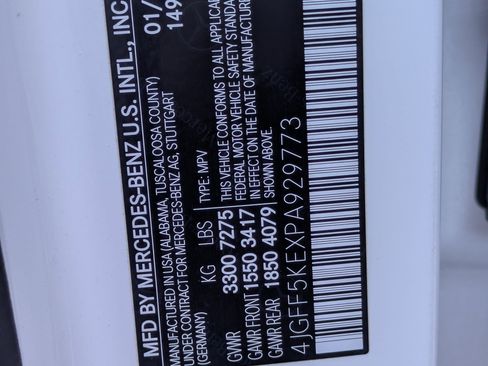 MFD BY MERCEDES-BENZ U.S. INTL., INC
01/
149
MANUFACTURED IN USA (ALABAMA, TUSCALOOSA COUNTY)
UNDER CONTRACT FOR MERCEDES-BENZ AG, STUTTGART
(GERMANY)
KG LBS TYPE: MPV
GVWR 3300 7275 THIS VEHICLE CONFORMS TO ALL APPLICA
GAWR FRONT 1550 3417 FEDERAL MOTOR VEHICLE SAFETY STANDA
GAWR REAR 1850 4079 IN EFFECT ON THE DATE OF MANUFACTURE
SHOWN ABOVE.
4JGFF5KEXPA929773